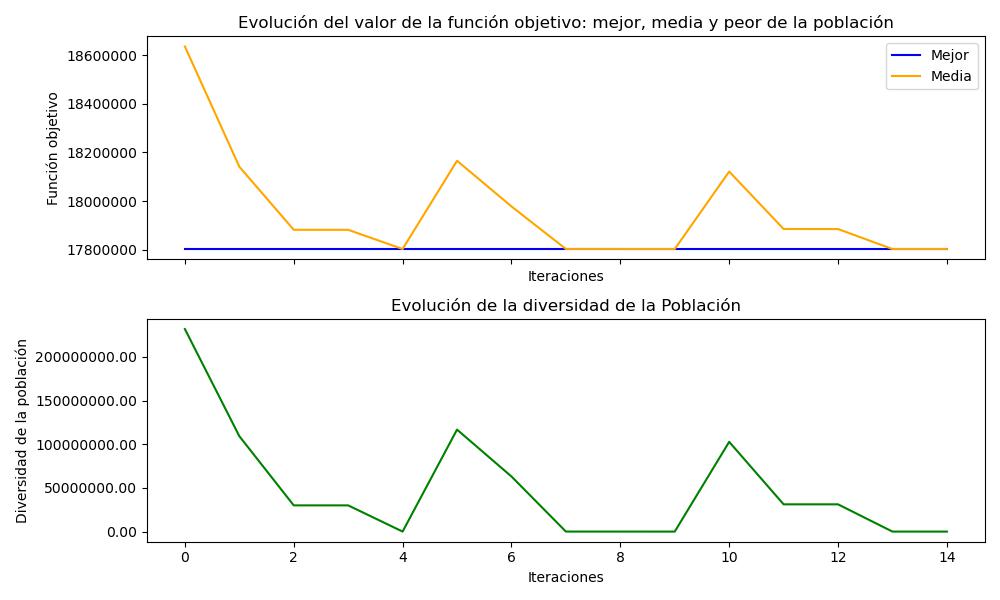 Evolución del valor de la función objetivo: mejor, media y peor de la población
Función objetivo
18600000
18400000
18200000
18000000
17800000
Mejor
Media
Iteraciones
Evolución de la diversidad de la Población
Diversidad de la población
200000000.00
150000000.00
100000000.00
50000000.00
0.00
0 2 4 6 8 10 12 14
Iteraciones